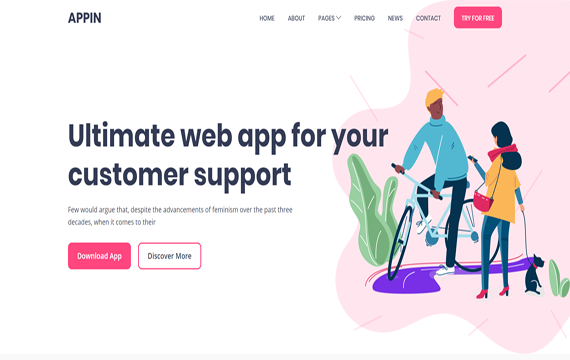 APPIN
HOME ABOUT PAGES PRICING NEWS CONTACT TRY FOR FREE
Ultimate web app for your
customer support
Few would argue that, despite the advancements of feminism over the past three
decades, when it comes to their
Download App Discover More